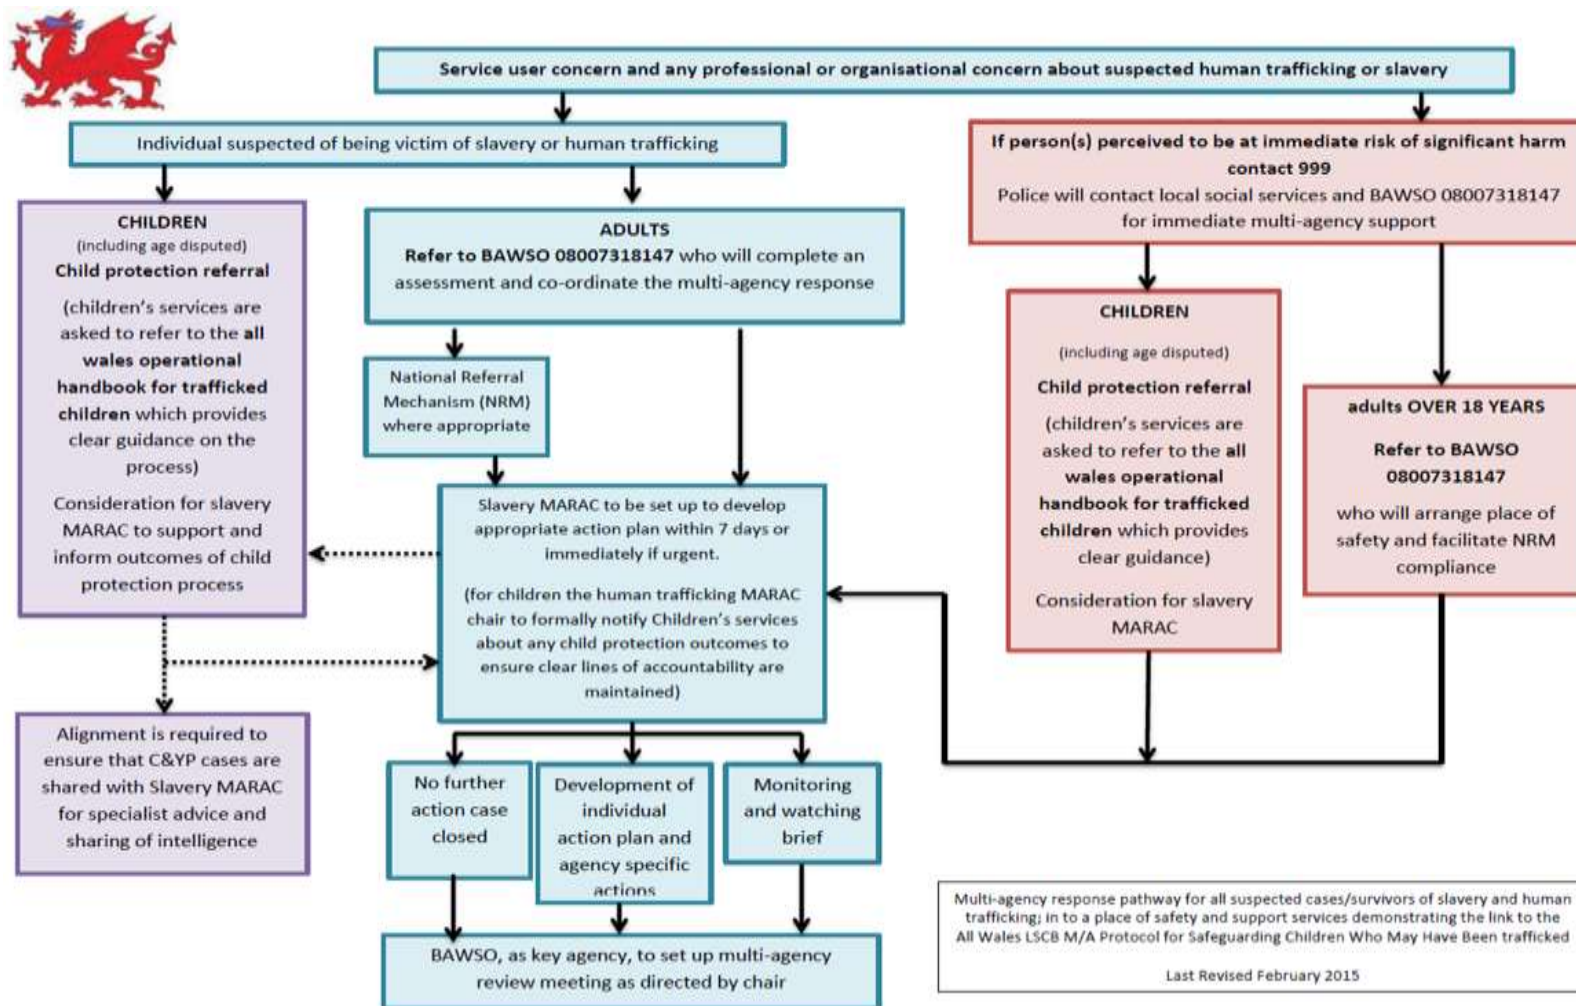 Service user concern and any professional or organisational concern about suspected human trafficking or slavery
Individual suspected of being victim of slavery or human trafficking
If person(s) perceived to be at immediate risk of significant harm
contact 999
Police will contact local social services and BAWSO 08007318147
for immediate multi-agency support
CHILDREN
(including age disputed)
Child protection referral
(children's services are
asked to refer to the all
wales operational
handbook for trafficked
children which provides
clear guidance on the
process)
Consideration for slavery
MARAC to support and
inform outcomes of child
protection process
ADULTS
Refer to BAWSO 08007318147 who will complete an
assessment and co-ordinate the multi-agency response
National Referral
Mechanism (NRM)
where appropriate
CHILDREN
(including age disputed)
Child protection referral
(children's services are
asked to refer to the all
wales operational
handbook for trafficked
children which provides
clear guidance)
Consideration for slavery
MARAC
adults OVER 18 YEARS
Refer to BAWSO
08007318147
who will arrange place of
safety and facilitate NRM
compliance
Slavery MARAC to be set up to develop
appropriate action plan within 7 days or
immediately if urgent.
(for children the human trafficking MARAC
chair to formally notify Children's services
about any child protection outcomes to
ensure clear lines of accountability are
maintained)
Alignment is required to
ensure that C&YP cases are
shared with Slavery MARAC
for specialist advice and
sharing of intelligence
No further
action case
closed
Development of
individual
action plan and
agency specific
actions
Monitoring
and watching
brief
BAWSO, as key agency, to set up multi-agency
review meeting as directed by chair
Multi-agency response pathway for all suspected cases/survivors of slavery and human
trafficking; in to a place of safety and support services demonstrating the link to the
All Wales LSCB M/A Protocol for Safeguarding Children Who May Have Been trafficked
Last Revised February 2015